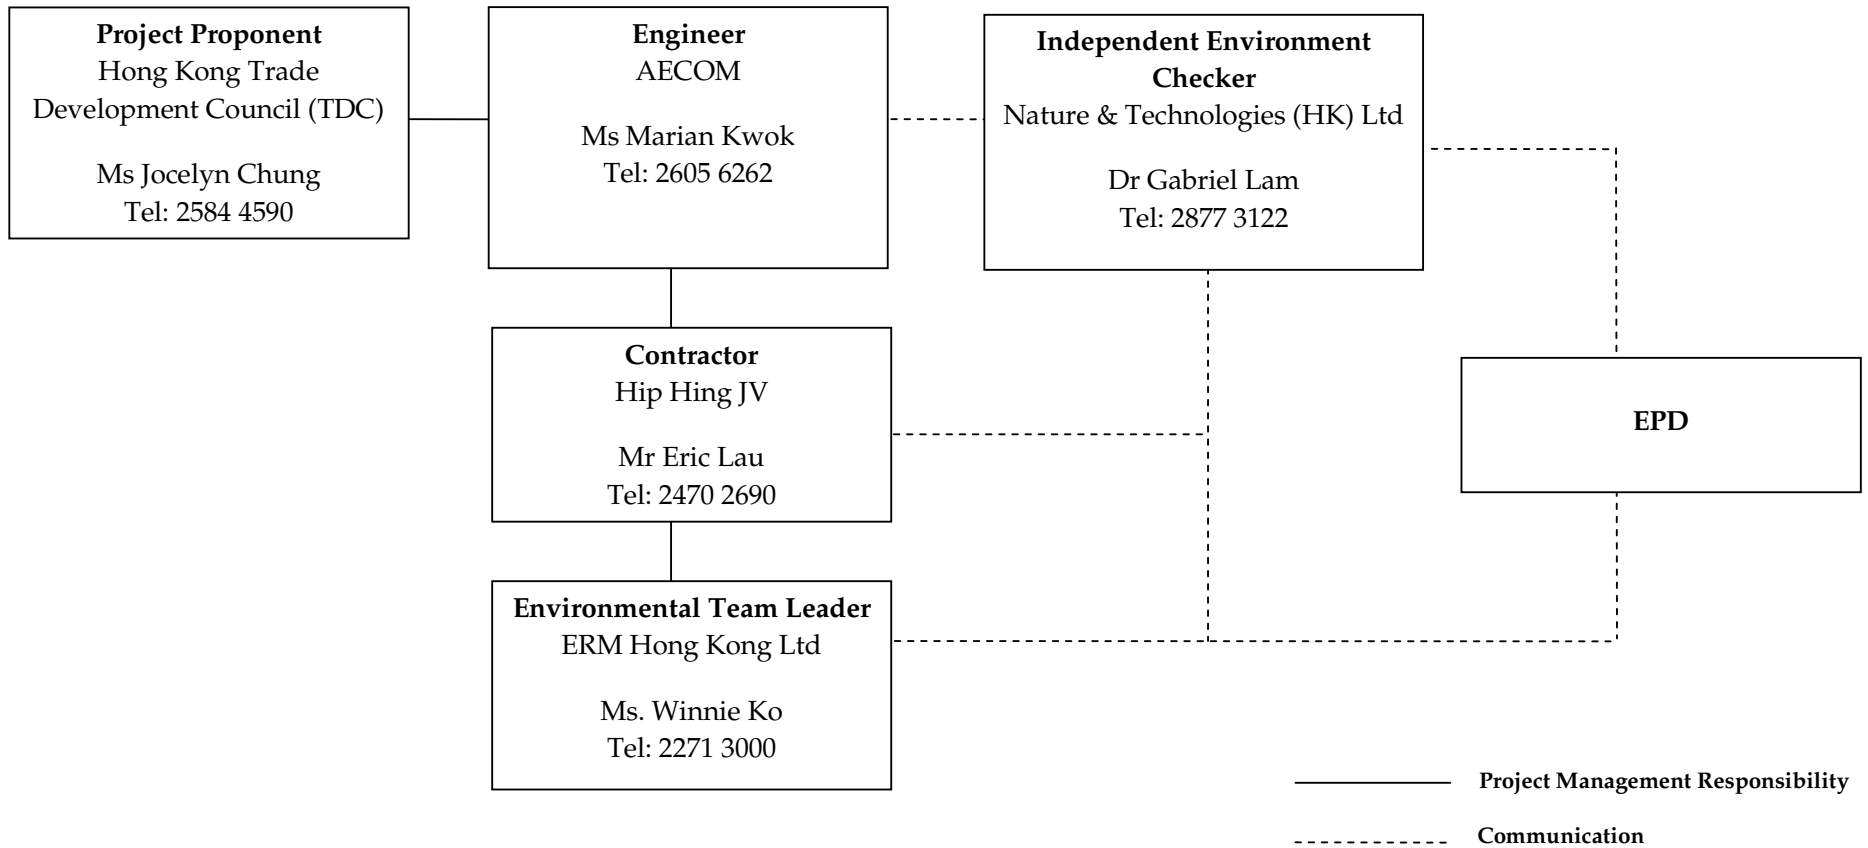 Project Proponent
Hong Kong Trade
Development Council (TDC)
Ms Jocelyn Chung
Tel: 2584 4590
Engineer
AECOM
Ms Marian Kwok
Tel: 2605 6262
Independent Environment
Checker
Nature & Technologies (HK) Ltd
Dr Gabriel Lam
Tel: 2877 3122
Contractor
Hip Hing JV
Mr Eric Lau
Tel: 2470 2690
EPD
Environmental Team Leader
ERM Hong Kong Ltd
Ms. Winnie Ko
Tel: 2271 3000
Project Management Responsibility
Communication